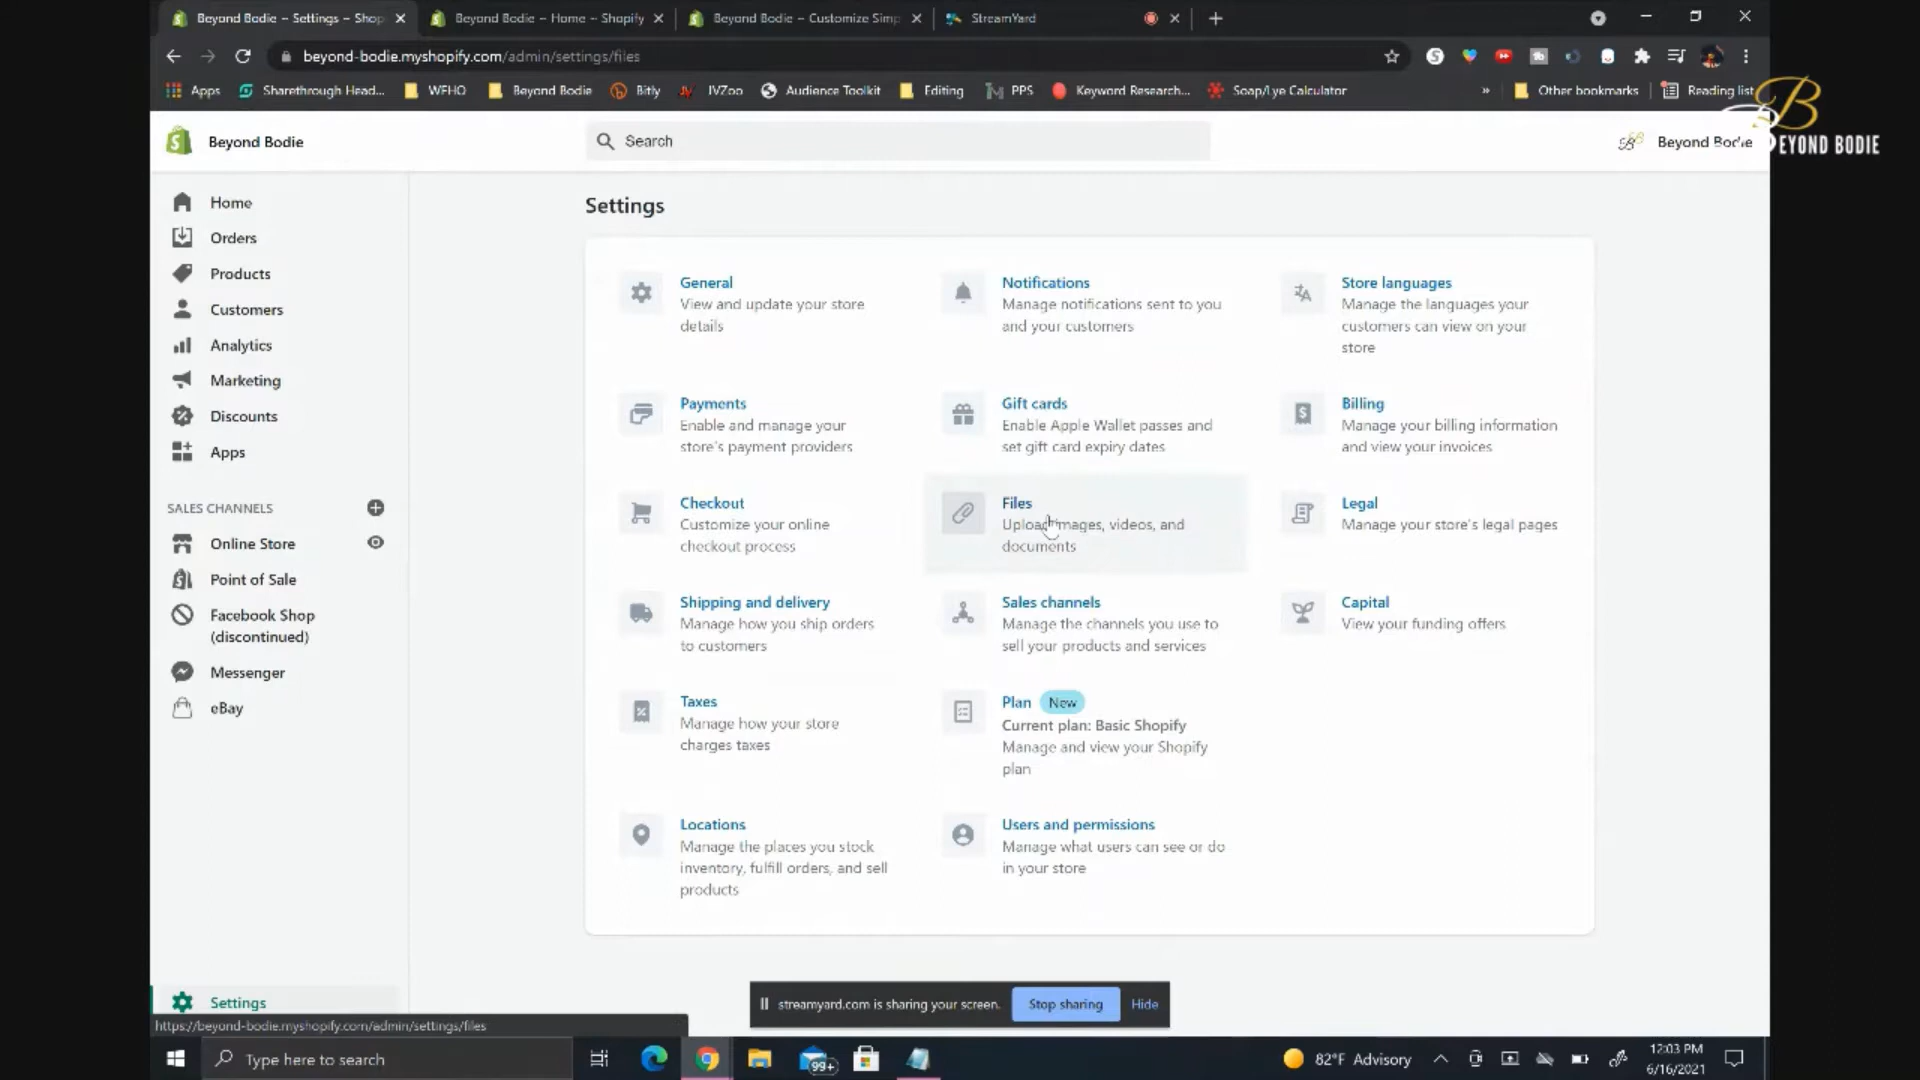 Beyond Bodie – Settings – Shop
Beyond Bodie – Home – Shopify
Beyond Bodie – Customize Simp
StreamYard
beyond-bodie.myshopify.com/admin/settings/files
Apps
Sharethrough Head...
WFHO
Beyond Bodie
Bitly
JVZoo
Audience Toolkit
Editing
PPS
Keyword Research...
Soap/Lye Calculator
»
Other bookmarks
Reading list
B
EYOND BODIE
Beyond Bodie
Search
Beyond Bodie
Home
Orders
Products
Customers
Analytics
Marketing
Discounts
Apps
SALES CHANNELS
Online Store
Point of Sale
Facebook Shop
(discontinued)
Messenger
eBay
Settings
Settings
General
View and update your store
details
Notifications
Manage notifications sent to you
and your customers
Store languages
Manage the languages your
customers can view on your
store
Payments
Enable and manage your
store's payment providers
Gift cards
Enable Apple Wallet passes and
set gift card expiry dates
Billing
Manage your billing information
and view your invoices
Checkout
Customize your online
checkout process
Files
Upload images, videos, and
documents
Legal
Manage your store's legal pages
Shipping and delivery
Manage how you ship orders
to customers
Sales channels
Manage the channels you use to
sell your products and services
Capital
View your funding offers
Taxes
Manage how your store
charges taxes
Plan New
Current plan: Basic Shopify
Manage and view your Shopify
plan
Locations
Manage the places you stock
inventory, fulfill orders, and sell
products
Users and permissions
Manage what users can see or do
in your store
streamyard.com is sharing your screen.
Stop sharing
Hide
https://beyond-bodie.myshopify.com/admin/settings/files
Type here to search
99+
82°F Advisory
12:03 PM
6/16/2021